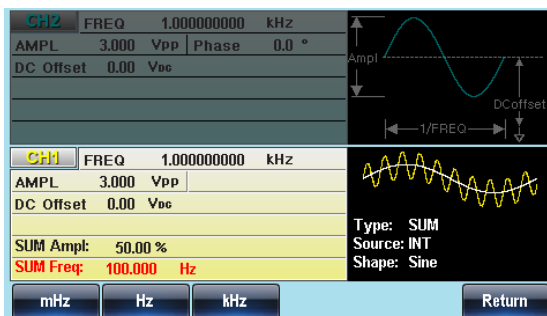 CH2 FREQ 1.000000000 kHz
AMPL 3.000 Vpp Phase 0.0 °
DC Offset 0.00 VDC
Ampl
DCoffset
1/FREQ
CH1 FREQ 1.000000000 kHz
AMPL 3.000 Vpp
DC Offset 0.00 VDC
SUM Ampl: 50.00 %
SUM Freq: 100.000 Hz
Type: SUM
Source: INT
Shape: Sine
mHz Hz kHz Return